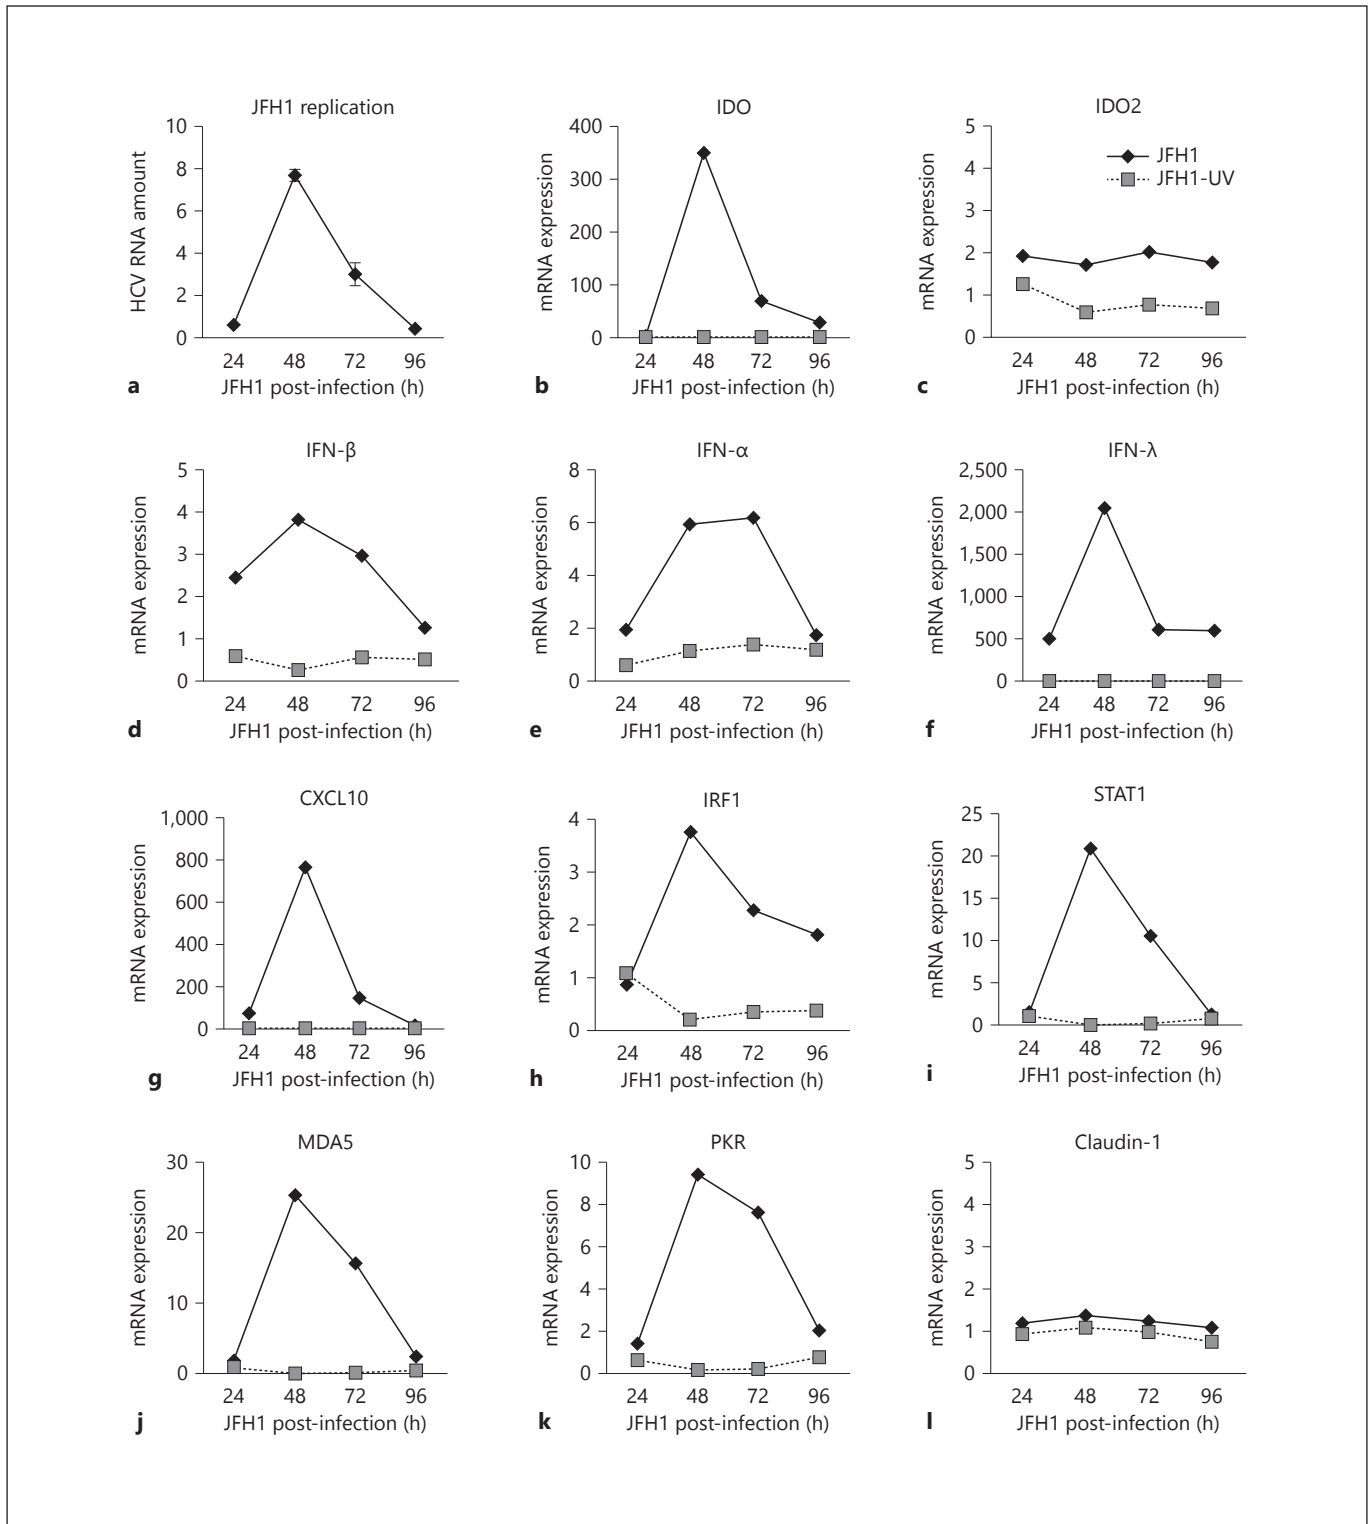 JFH1 replication
10
8
6
4
2
0
HCV RNA amount
24 48 72 96
a JFH1 post-infection (h)
IDO
400
300
200
100
0
mRNA expression
24 48 72 96
b JFH1 post-infection (h)
IDO2
5
4
3
2
1
0
mRNA expression
JFH1
JFH1-UV
24 48 72 96
c JFH1 post-infection (h)
IFN-β
5
4
3
2
1
0
mRNA expression
24 48 72 96
d JFH1 post-infection (h)
IFN-α
8
6
4
2
0
mRNA expression
24 48 72 96
e JFH1 post-infection (h)
IFN-λ
2,500
2,000
1,500
1,000
500
0
mRNA expression
24 48 72 96
f JFH1 post-infection (h)
CXCL10
1,000
800
600
400
200
0
mRNA expression
24 48 72 96
g JFH1 post-infection (h)
IRF1
4
3
2
1
0
mRNA expression
24 48 72 96
h JFH1 post-infection (h)
STAT1
25
20
15
10
5
0
mRNA expression
24 48 72 96
i JFH1 post-infection (h)
MDA5
30
20
10
0
mRNA expression
24 48 72 96
j JFH1 post-infection (h)
PKR
10
8
6
4
2
0
mRNA expression
24 48 72 96
k JFH1 post-infection (h)
Claudin-1
5
4
3
2
1
0
mRNA expression
24 48 72 96
l JFH1 post-infection (h)